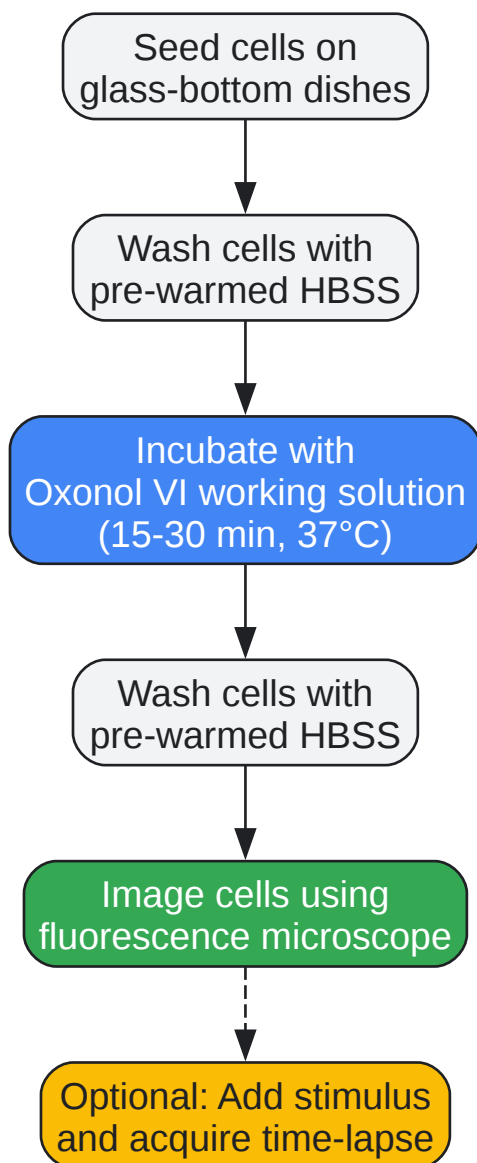 Seed cells on
glass-bottom dishes
Wash cells with
pre-warmed HBSS
Incubate with
Oxonol VI working solution
(15-30 min, 37°C)
Wash cells with
pre-warmed HBSS
Image cells using
fluorescence microscope
Optional: Add stimulus
and acquire time-lapse